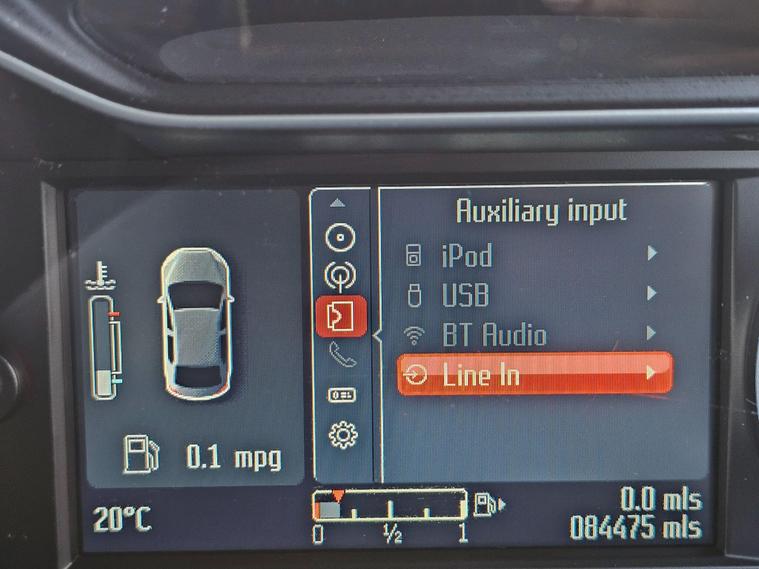 Auxiliary input
iPod
USB
BT Audio
Line In
0.1 mpg
20°C
0 ½ 1
0.0 mls
084475 mls